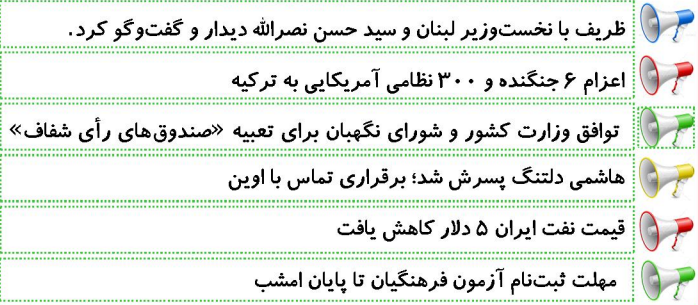 ظریف با نخست‌وزیر لبنان و سید حسن نصرالله دیدار و گفت‌وگو کرد.
اعزام ۶ جنگنده و ۳۰۰ نظامی آمریکایی به ترکیه
توافق وزارت کشور و شورای نگهبان برای تعبیه «صندوق‌های رأی شفاف»
هاشمی دلتنگ پسرش شد؛ برقراری تماس با اوین
قیمت نفت ایران ۵ دلار کاهش یافت
مهلت ثبت‌نام آزمون فرهنگیان تا پایان امشب